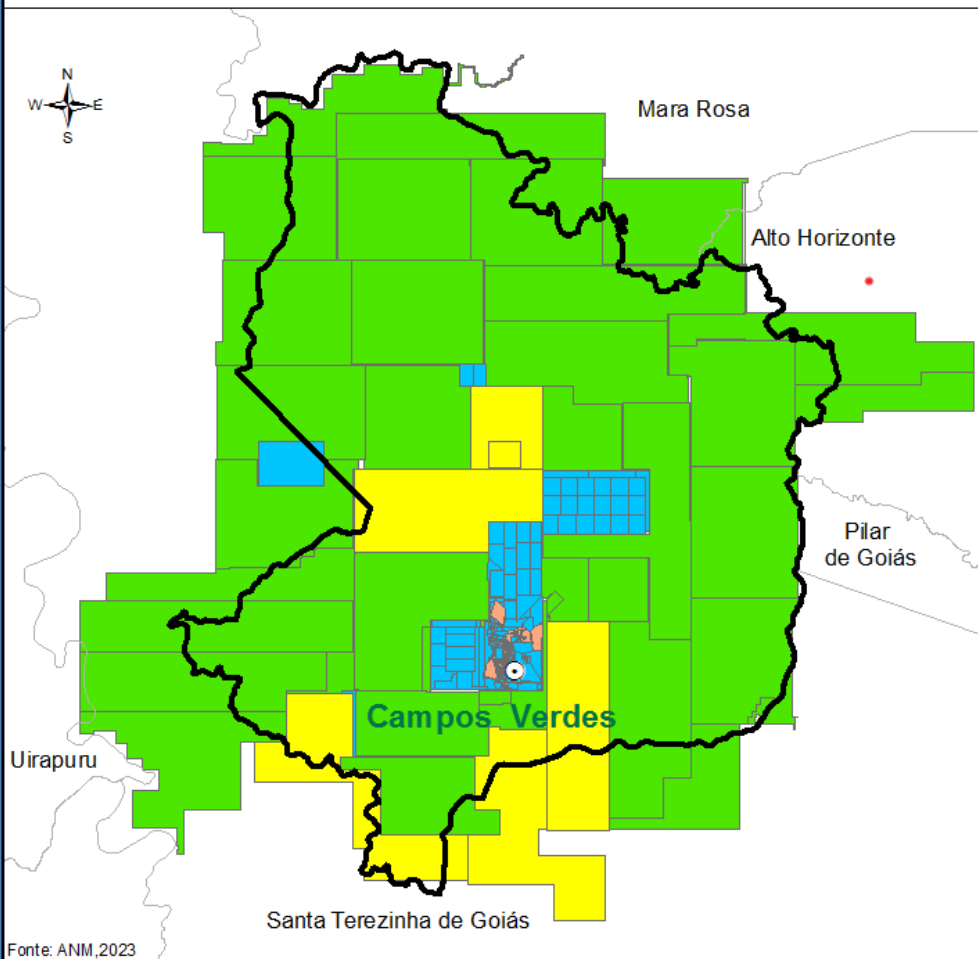 N
W E
S
Mara Rosa
Alto Horizonte
Pilar
de Goiás
Campos Verdes
Uirapuru
Santa Terezinha de Goiás
Fonte: ANM,2023